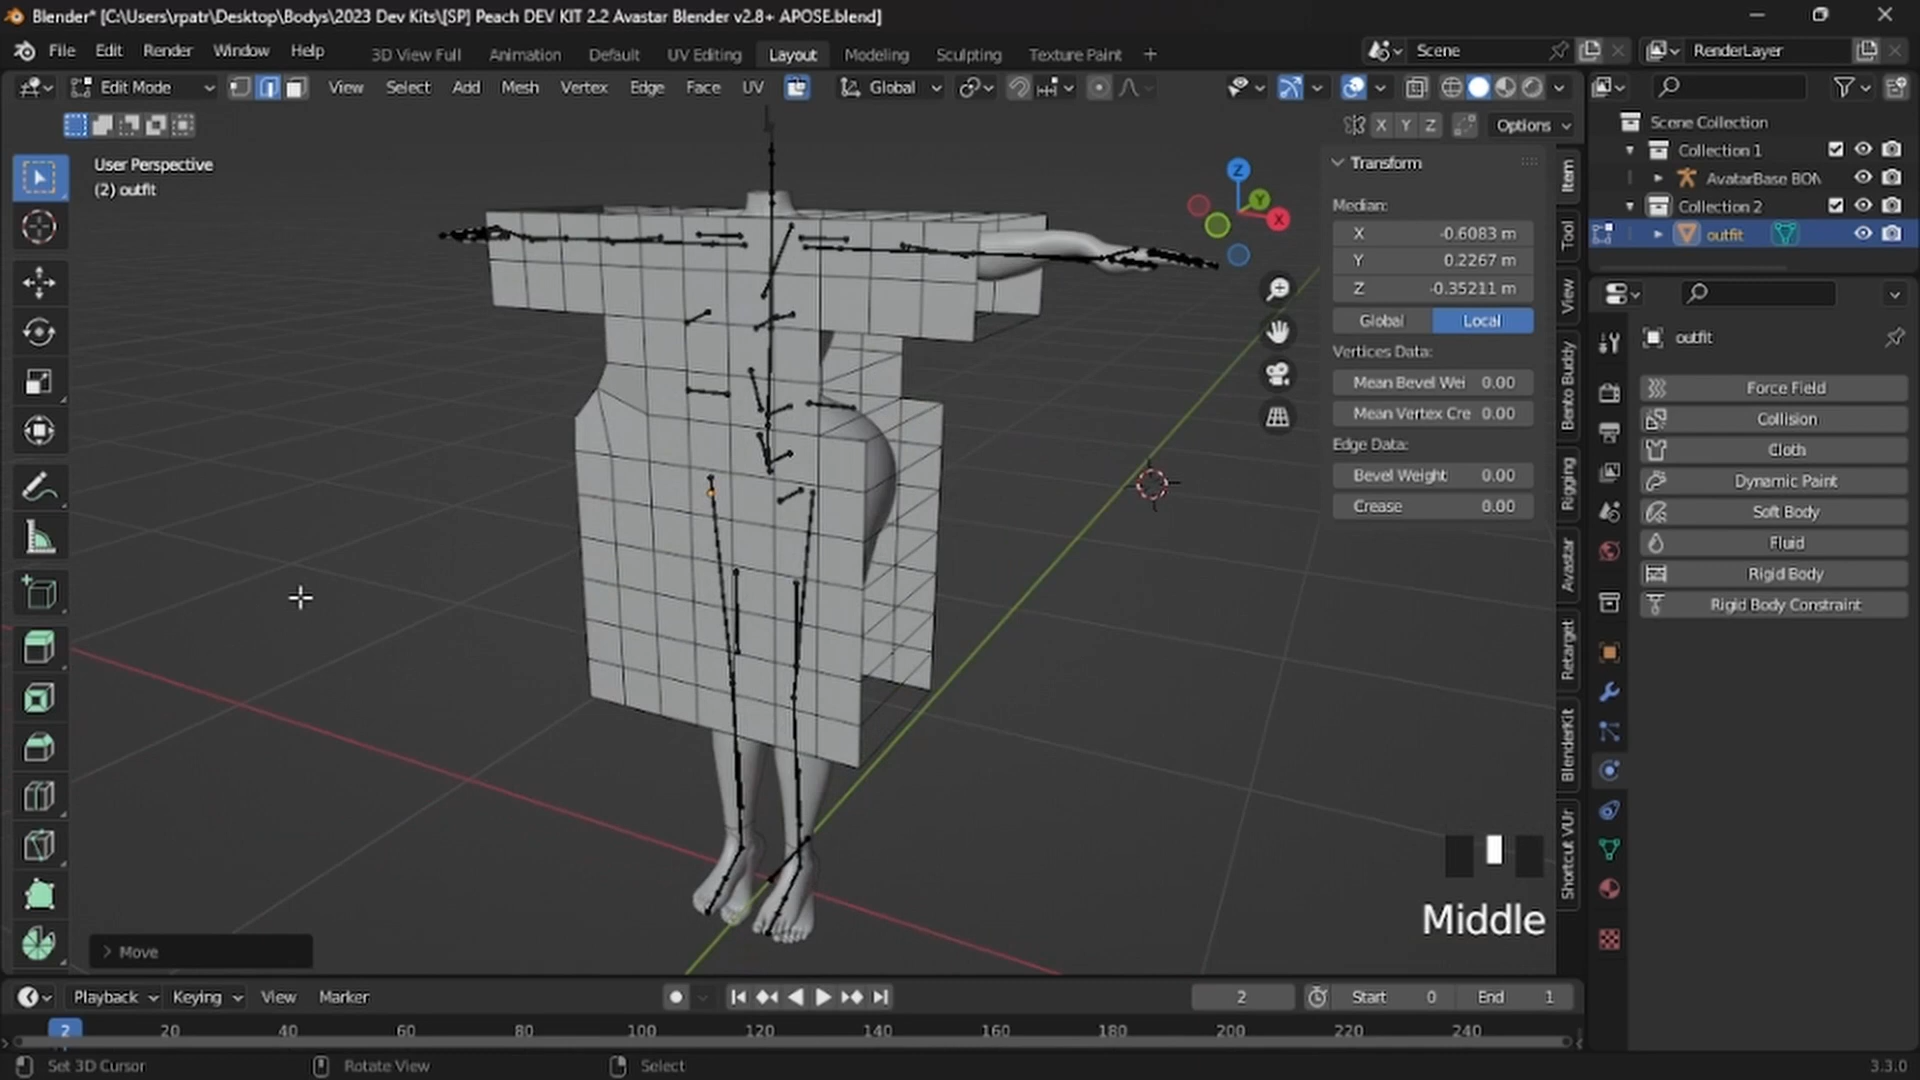 Blender* [C:\Users\rpatr\Desktop\Bodys\2023 Dev Kits\[SP] Peach DEV KIT 2.2 Avastar Blender v2.8+ APOSE.blend]
File Edit Render Window Help
3D View Full Animation Default UV Editing Layout Modeling Sculpting Texture Paint +
Scene RenderLayer
Edit Mode View Select Add Mesh Vertex Edge Face UV Global
X Y Z Options
User Perspective
(2) outfit
Z Y X
Transform
Median:
X -0.6083 m
Y 0.2267 m
Z -0.35211 m
Global Local
Vertices Data:
Mean Bevel Wei 0.00
Mean Vertex Cre 0.00
Edge Data:
Bevel Weight 0.00
Crease 0.00
Item
Tool
View
Bento Buddy
Rigging
Avastar
Retarget
BlenderKit
Shortcut VUr
Scene Collection
Collection 1
AvatarBase BON
Collection 2
outfit
outfit
Force Field
Collision
Cloth
Dynamic Paint
Soft Body
Fluid
Rigid Body
Rigid Body Constraint
Middle
Move
Playback Keying View Marker 2 Start 0 End 1
2 20 40 60 80 100 120 140 160 180 200 220 240
Set 3D Cursor Rotate View Select 3.3.0